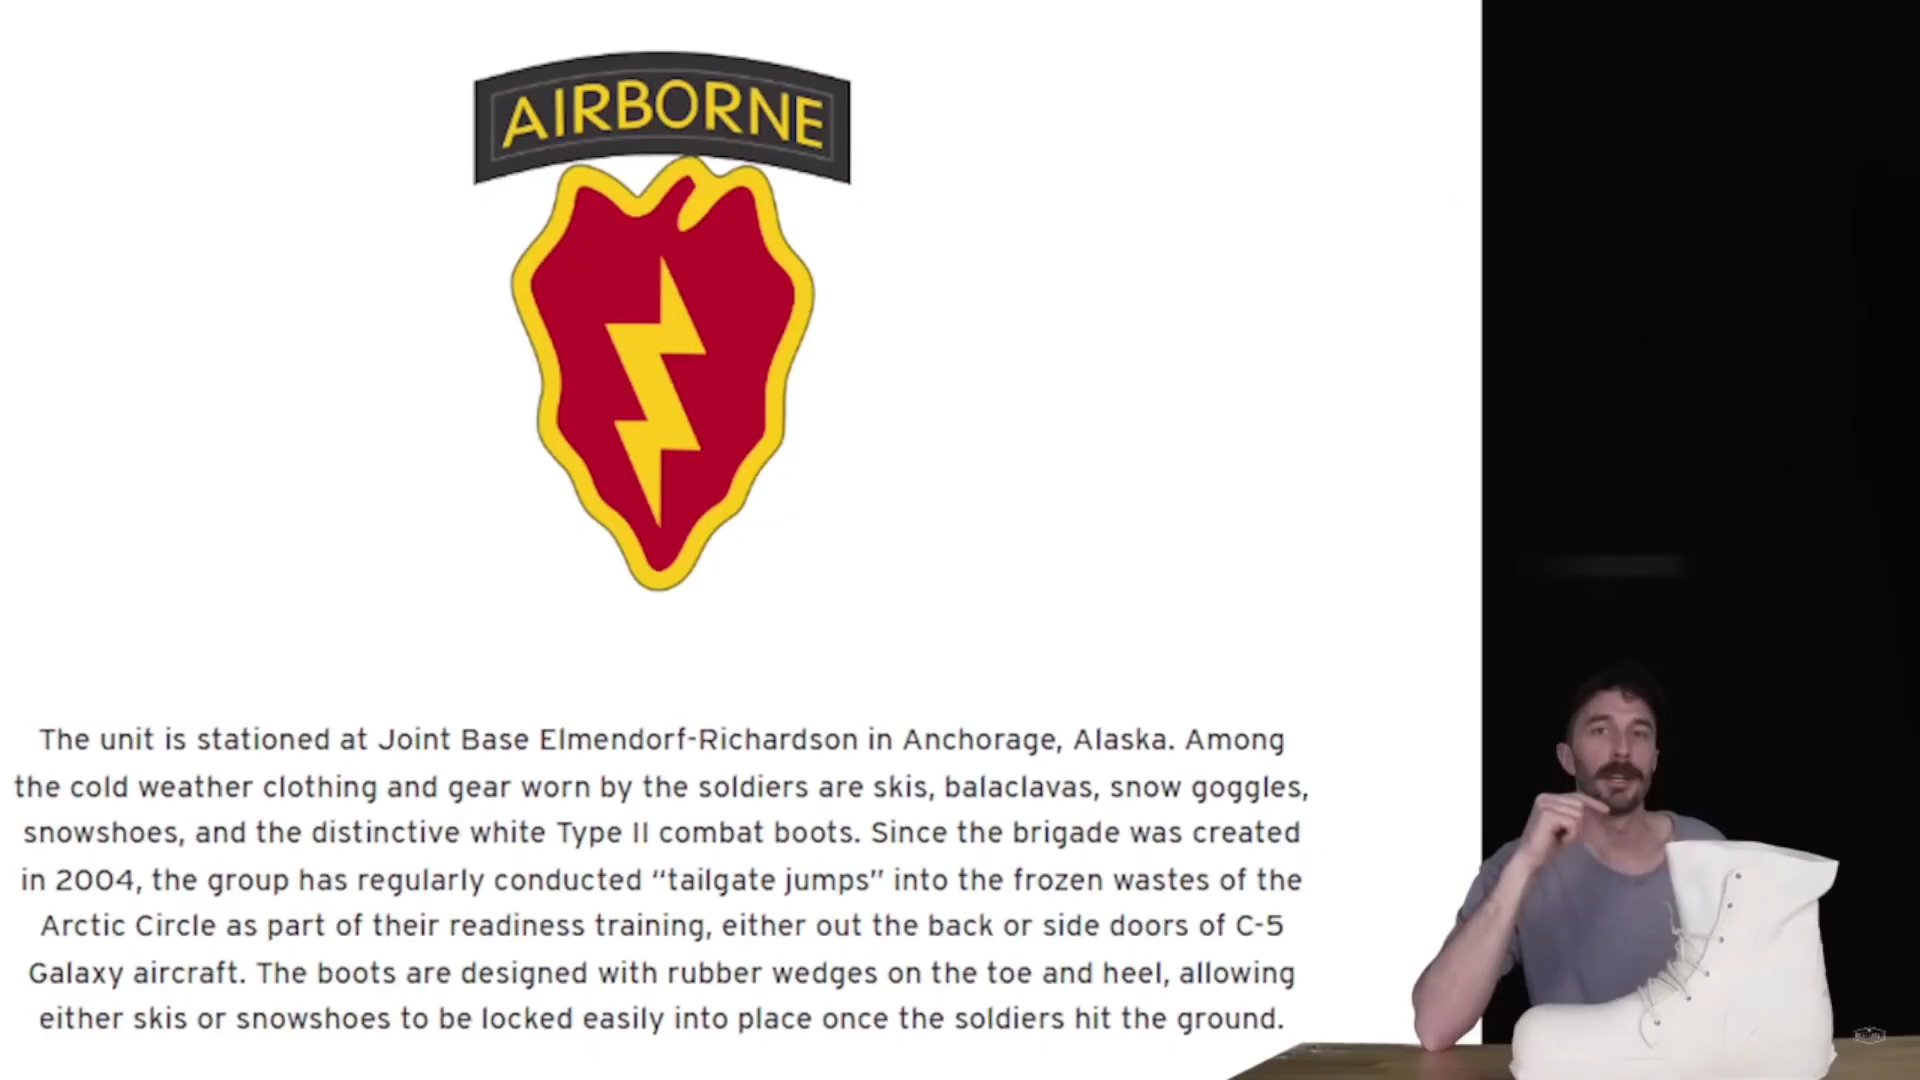 AIRBORNE
The unit is stationed at Joint Base Elmendorf-Richardson in Anchorage, Alaska. Among
the cold weather clothing and gear worn by the soldiers are skis, balaclavas, snow goggles,
snowshoes, and the distinctive white Type II combat boots. Since the brigade was created
in 2004, the group has regularly conducted “tailgate jumps” into the frozen wastes of the
Arctic Circle as part of their readiness training, either out the back or side doors of C-5
Galaxy aircraft. The boots are designed with rubber wedges on the toe and heel, allowing
either skis or snowshoes to be locked easily into place once the soldiers hit the ground.